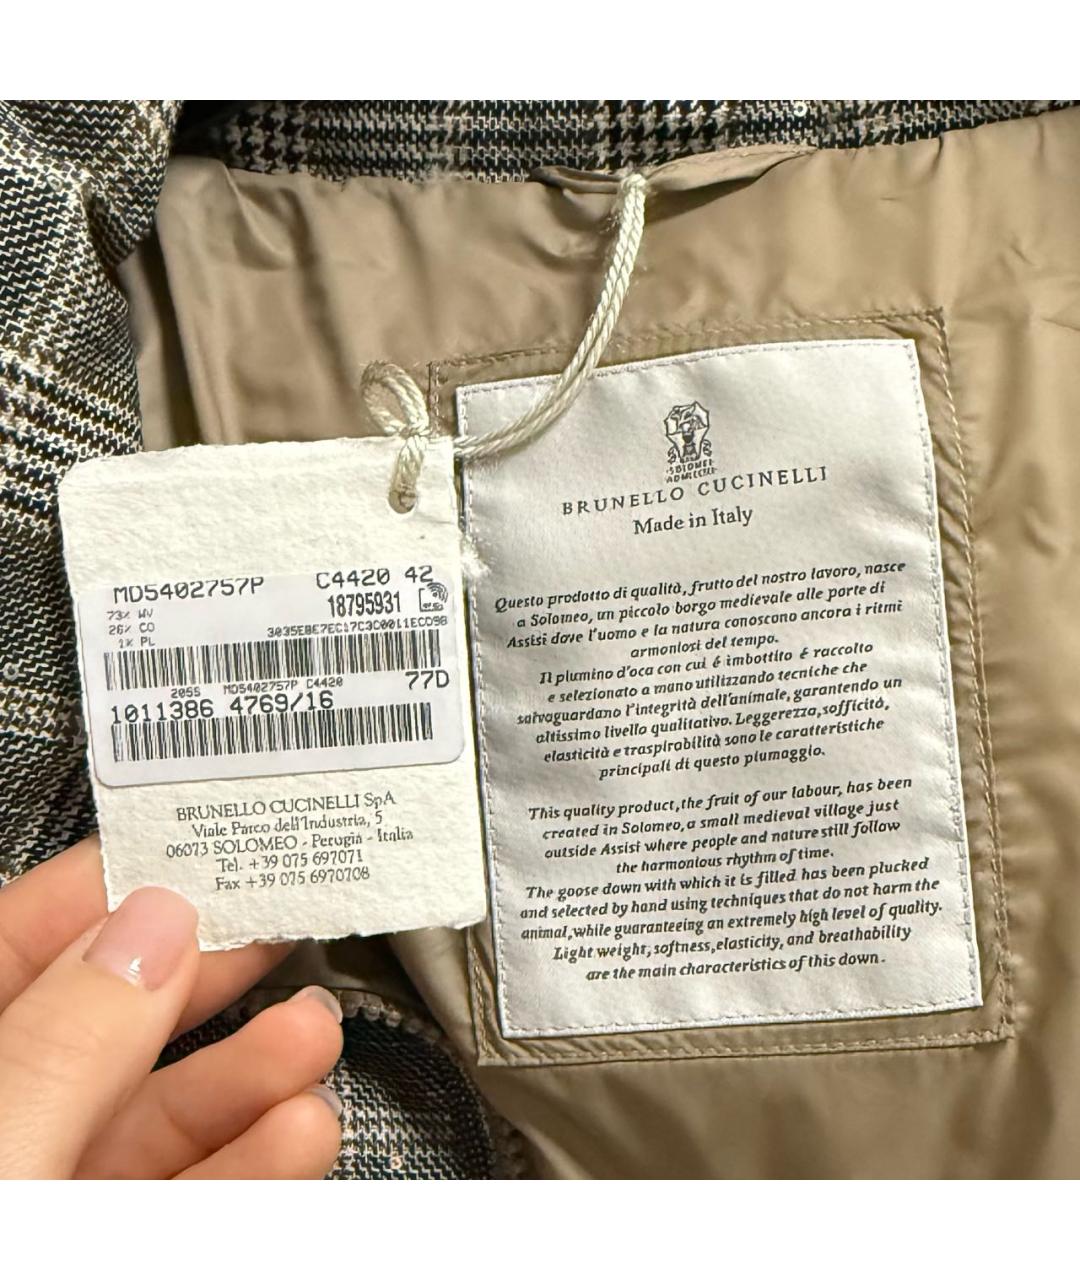 MD5402757P C4420 42
73% WV
18795931
26% CO
1% PL
2055 MD5402757P C4420
77D
1011386 4769/16
BRUNELLO CUCINELLI SpA
Viale Parco dell'Industria, 5
06073 SOLOMEO - Perugia - Italia
Tel. +39 075 697071
Fax +39 075 6970708
BRUNELLO CUCINELLI
Made in Italy
Questo prodotto di qualità, frutto del nostro lavoro, nasce
a Solomeo, un piccolo borgo medievale alle porte di
Assisi dove l'uomo e la natura conoscono ancora i ritmi
armoniosi del tempo.
Il piumino d'oca con cui é imbottito é raccolto
e selezionato a mano utilizzando tecniche che
salvaguardano l'integrità dell'animale, garantendo un
altissimo livello qualitativo. Leggerezza, sofficità,
elasticità e traspirabilità sono le caratteristiche
principali di questo piumaggio.
This quality product, the fruit of our labour, has been
created in Solomeo, a small medieval village just
outside Assisi where people and nature still follow
the harmonious rhythm of time.
The goose down with which it is filled has been plucked
and selected by hand using techniques that do not harm the
animal, while guaranteeing an extremely high level of quality.
Light weight, softness, elasticity, and breathability
are the main characteristics of this down.